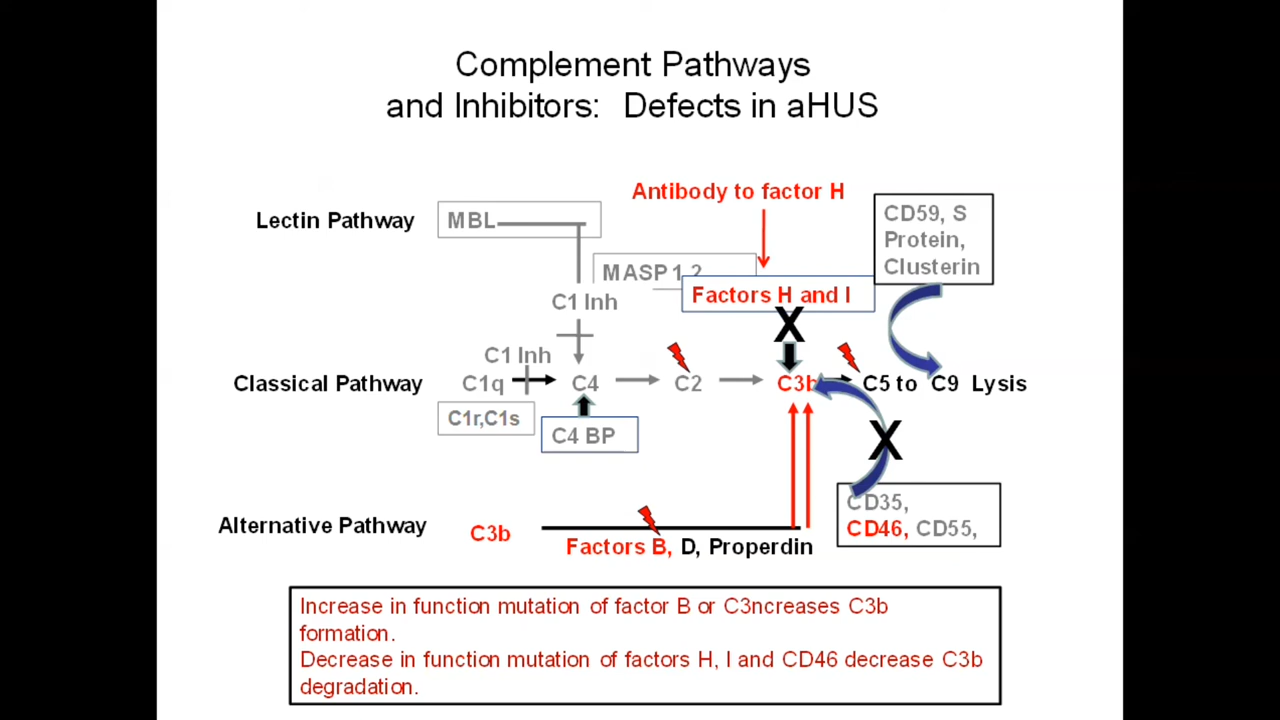 Complement Pathways
and Inhibitors: Defects in aHUS
Antibody to factor H
CD59, S
Protein,
Clusterin
Lectin Pathway
MBL
MASP 1,2
Factors H and I
C1 Inh
X
C1 Inh
Classical Pathway
C1q
C4
C2
C3b
C5 to C9 Lysis
C1r,C1s
C4 BP
X
CD35,
CD46, CD55,
Alternative Pathway
C3b
Factors B, D, Properdin
Increase in function mutation of factor B or C3ncreases C3b
formation.
Decrease in function mutation of factors H, I and CD46 decrease C3b
degradation.